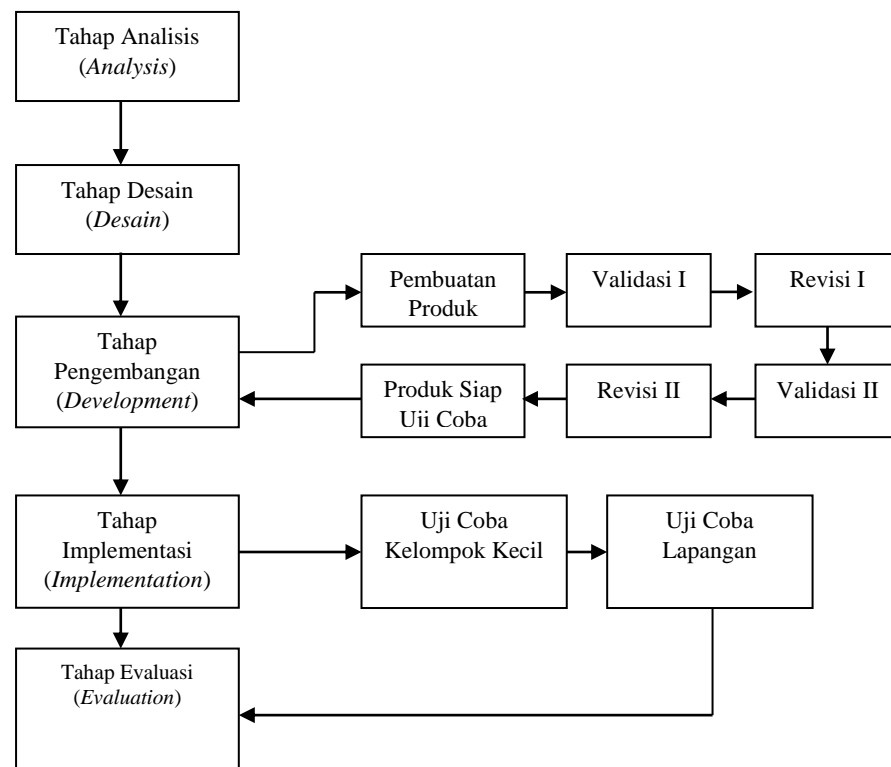 Tahap Analisis
(Analysis)
Tahap Desain
(Desain)
Tahap
Pengembangan
(Development)
Pembuatan
Produk
Validasi I
Revisi I
Validasi II
Revisi II
Produk Siap
Uji Coba
Tahap
Implementasi
(Implementation)
Uji Coba
Kelompok Kecil
Uji Coba
Lapangan
Tahap Evaluasi
(Evaluation)